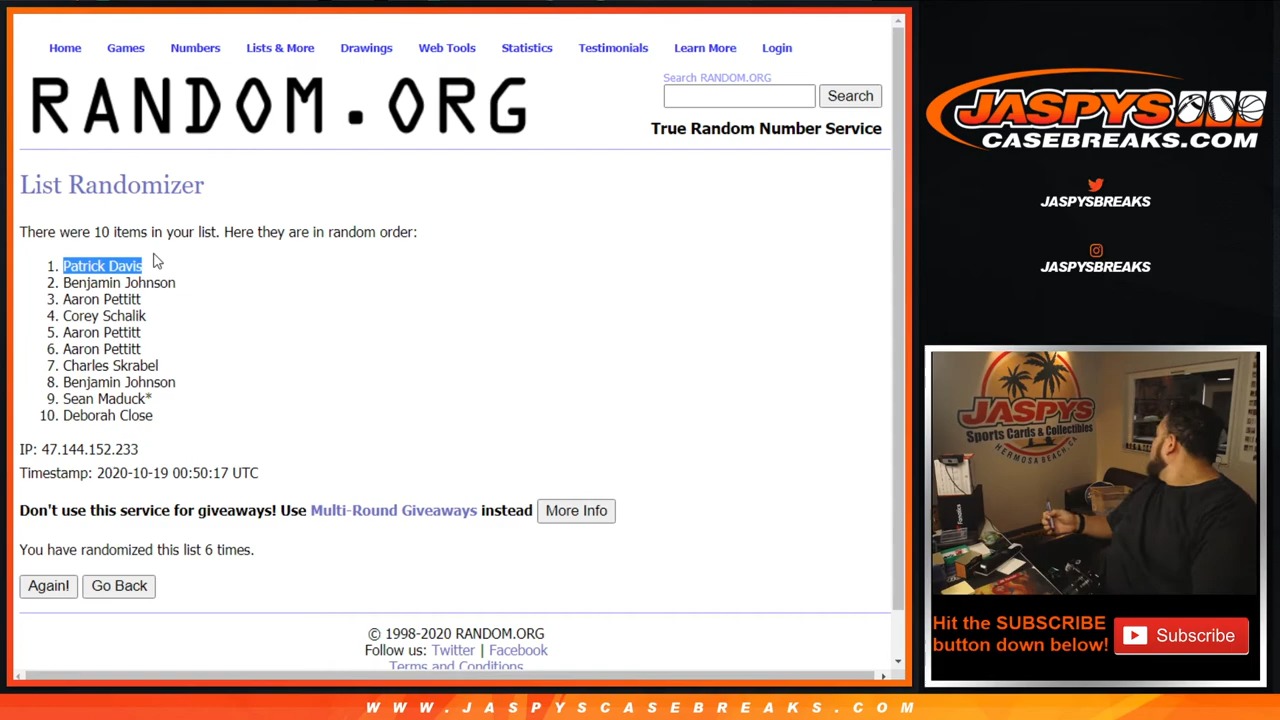 Home Games Numbers Lists & More Drawings Web Tools Statistics Testimonials Learn More Login
RANDOM.ORG
Search RANDOM.ORG
Search
True Random Number Service
List Randomizer
There were 10 items in your list. Here they are in random order:
1. Patrick Davis
2. Benjamin Johnson
3. Aaron Pettitt
4. Corey Schalik
5. Aaron Pettitt
6. Aaron Pettitt
7. Charles Skrabel
8. Benjamin Johnson
9. Sean Maduck*
10. Deborah Close
IP: 47.144.152.233
Timestamp: 2020-10-19 00:50:17 UTC
Don't use this service for giveaways! Use Multi-Round Giveaways instead More Info
You have randomized this list 6 times.
Again! Go Back
© 1998-2020 RANDOM.ORG
Follow us: Twitter | Facebook
Terms and Conditions
JASPYS
CASEBREAKS.COM
JASPYSBREAKS
JASPYSBREAKS
JASPYS
Sports Cards & Collectibles
HERMOSA BEACH, CA
Fanatics
Hit the SUBSCRIBE
button down below!
Subscribe
WWW.JASPYSCASEBREAKS.COM